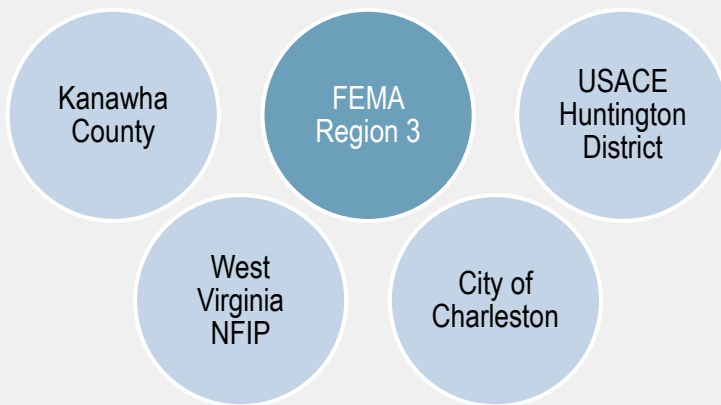 Kanawha
County
FEMA
Region 3
USACE
Huntington
District
West
Virginia
NFIP
City of
Charleston